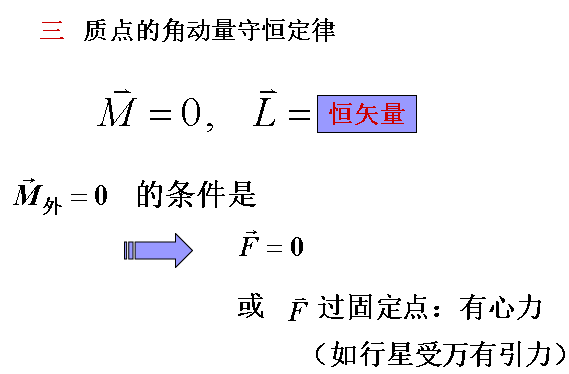 三 质点的角动量守恒定律
M⃗ = 0, L⃗ = 恒矢量
M⃗外 = 0 的条件是
F⃗ = 0
或 F⃗ 过固定点：有心力
（如行星受万有引力）